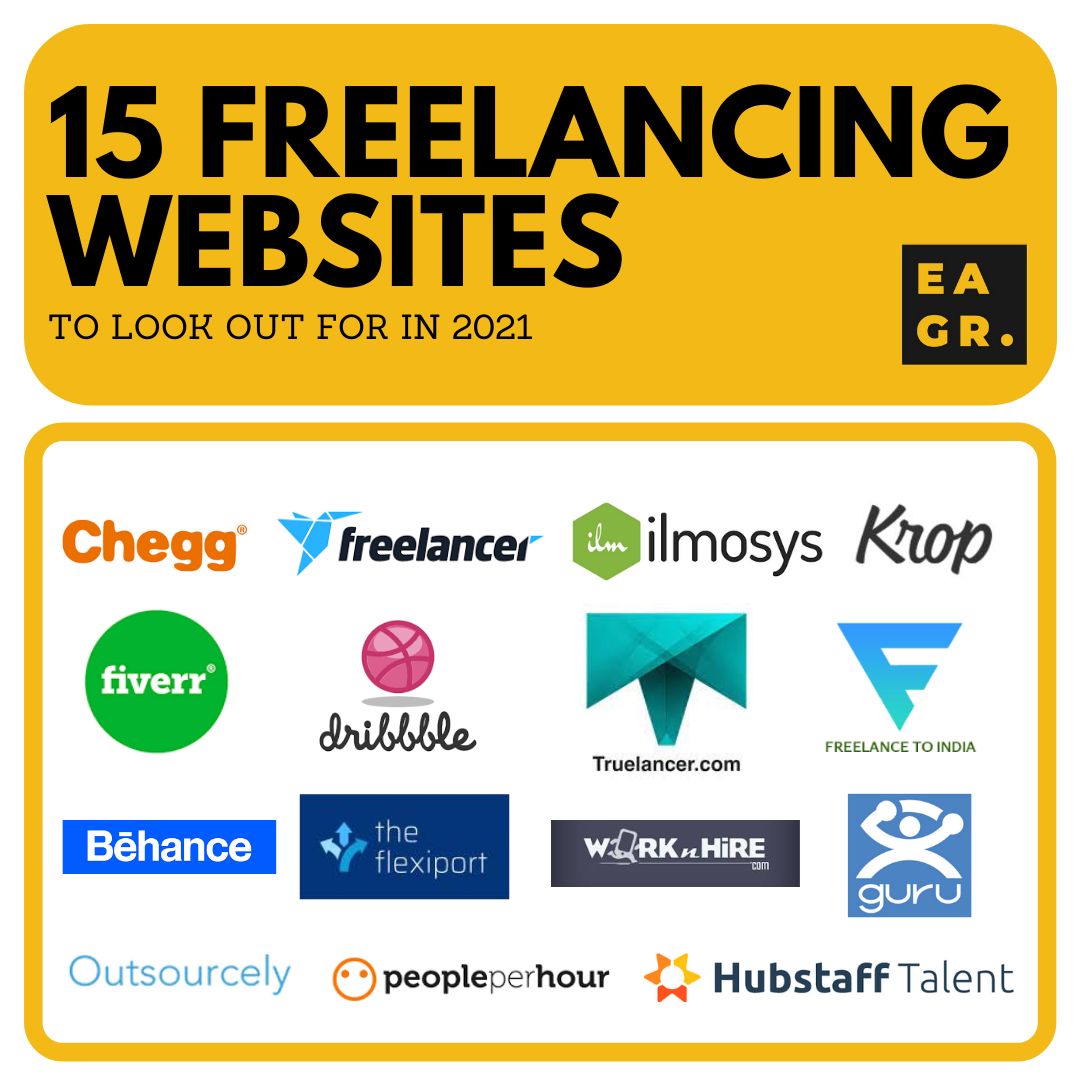 15 FREELANCING
WEBSITES
TO LOOK OUT FOR IN 2021
EA
GR.
Chegg®
freelancer
ilm ilmosys
Krop
fiverr®
dribbble
Truelancer.com
FREELANCE TO INDIA
Bēhance
the
flexiport
WORKnHiRE
.com
guru
Outsourcely
peopleperhour
Hubstaff Talent